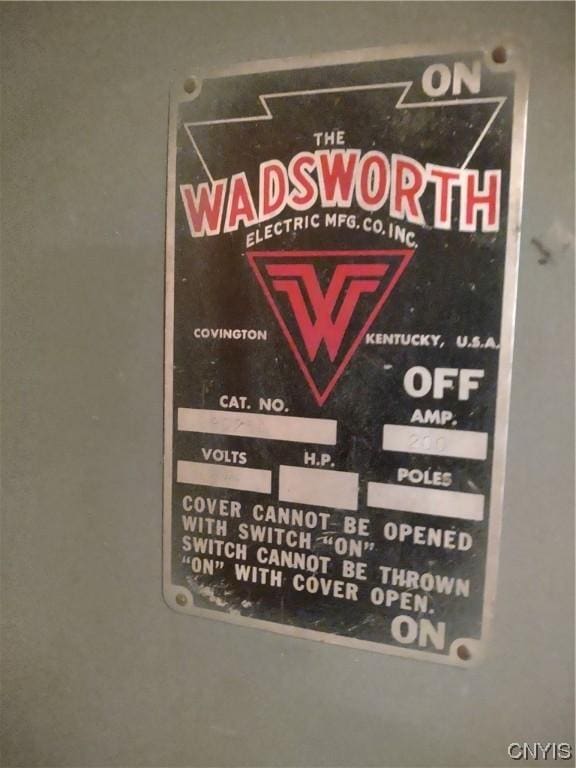 ON
THE
WADSWORTH
ELECTRIC MFG. CO. INC.
W
COVINGTON KENTUCKY, U.S.A.
OFF
CAT. NO. AMP.
200
VOLTS H.P. POLES
COVER CANNOT BE OPENED
WITH SWITCH "ON"
SWITCH CANNOT BE THROWN
"ON" WITH COVER OPEN.
ON
CNYIS